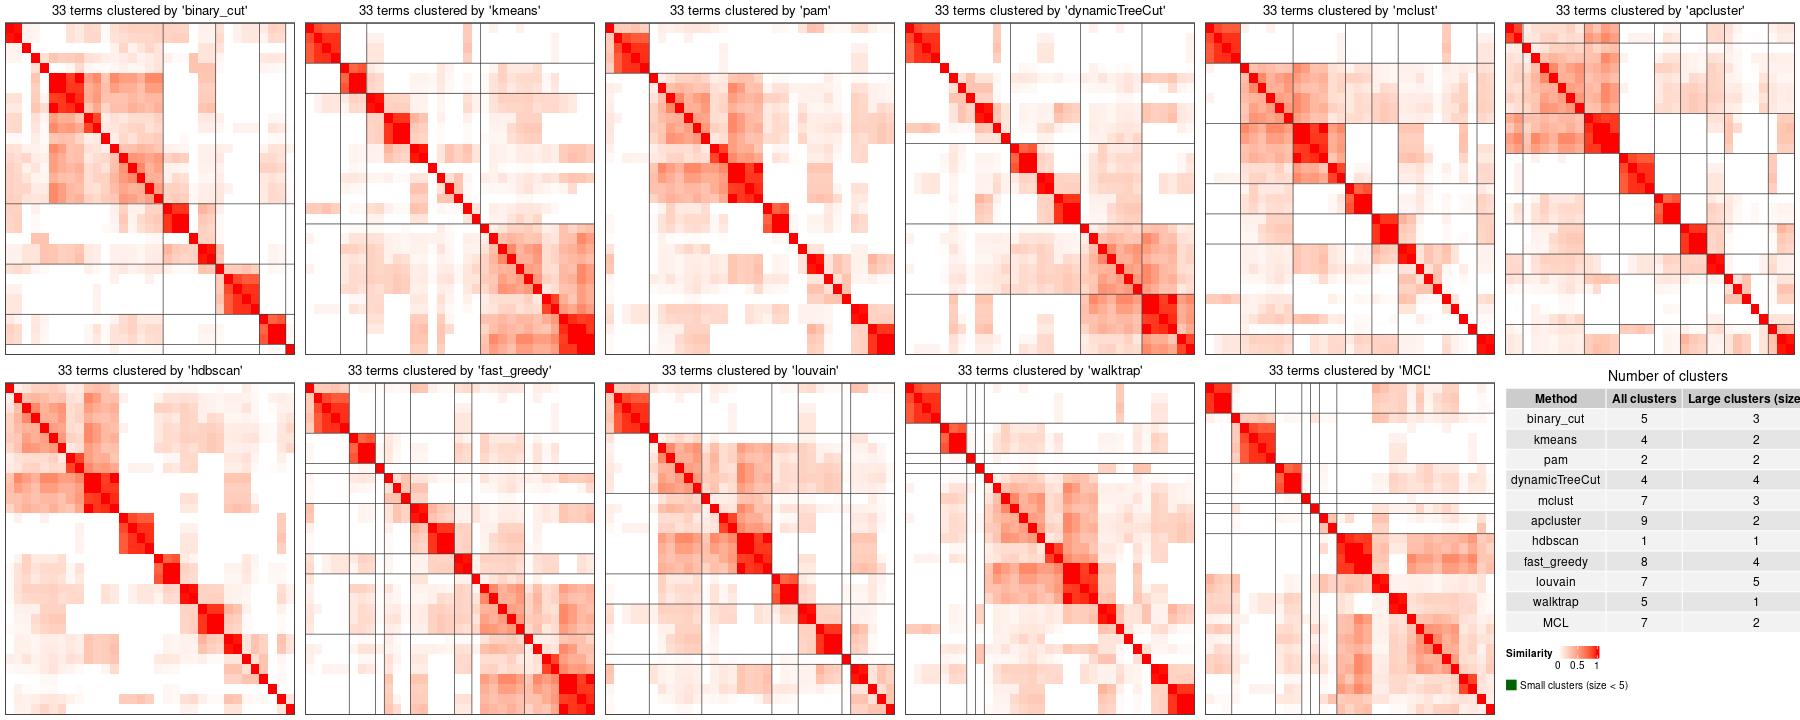 33 terms clustered by 'binary_cut'
33 terms clustered by 'kmeans'
33 terms clustered by 'pam'
33 terms clustered by 'dynamicTreeCut'
33 terms clustered by 'mclust'
33 terms clustered by 'apcluster'
33 terms clustered by 'hdbscan'
33 terms clustered by 'fast_greedy'
33 terms clustered by 'louvain'
33 terms clustered by 'walktrap'
33 terms clustered by 'MCL'
Number of clusters
Method All clusters Large clusters (size
binary_cut 5 3
kmeans 4 2
pam 2 2
dynamicTreeCut 4 4
mclust 7 3
apcluster 9 2
hdbscan 1 1
fast_greedy 8 4
louvain 7 5
walktrap 5 1
MCL 7 2
Similarity
0 0.5 1
Small clusters (size < 5)